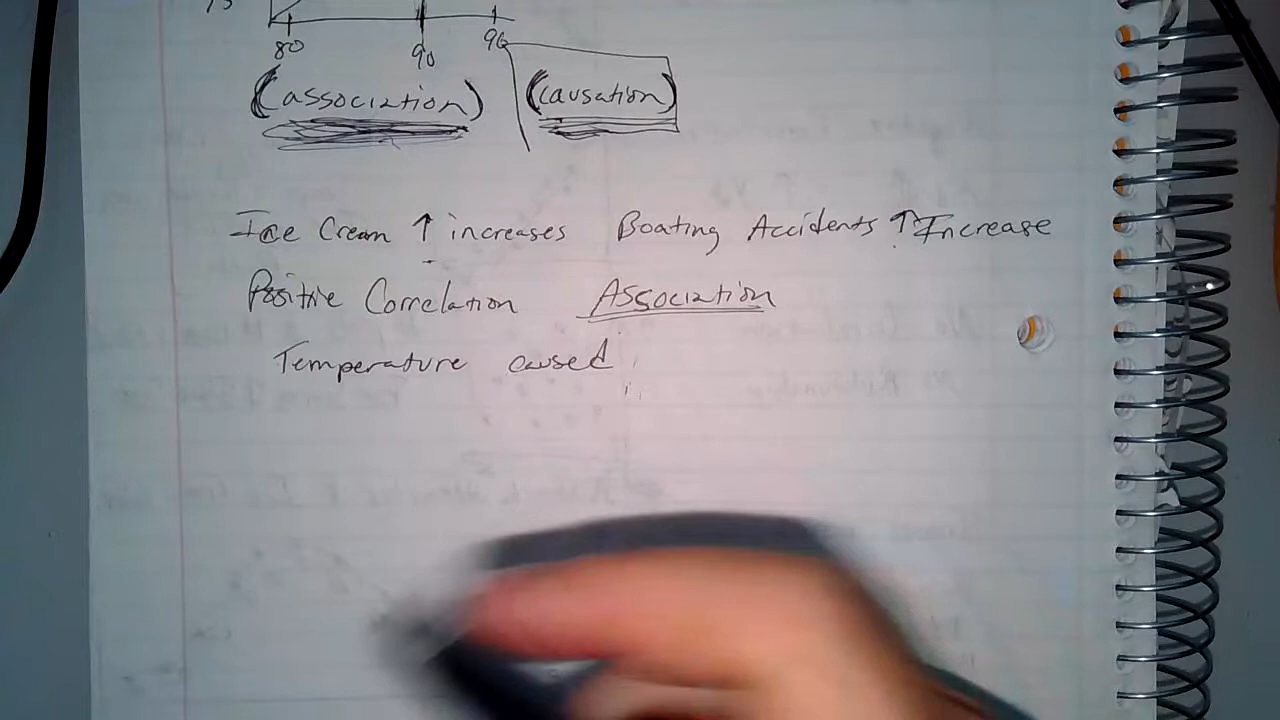 80 90 96
(association) (causation)
Ice Cream ↑ increases Boating Accidents ↑ Increase
Positive Correlation Association
Temperature caused